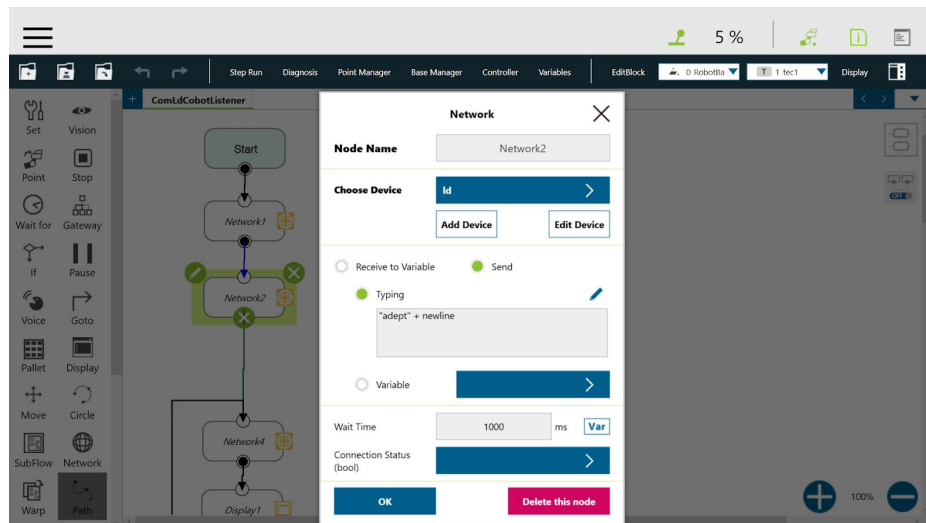 5 %
Step Run Diagnosis Point Manager Base Manager Controller Variables EditBlock 0 RobotBa T 1 tec1 Display
ComLdCobotListener
Set Vision
Point Stop
Wait for Gateway
If Pause
Voice Goto
Pallet Display
Move Circle
SubFlow Network
Warp Path
Start
Network1
Network2
Network4
Display1
Network
Node Name Network2
Choose Device ld
Add Device Edit Device
Receive to Variable Send
Typing
"adept" + newline
Variable
Wait Time 1000 ms Var
Connection Status
(bool)
OK Delete this node
OFF
100%